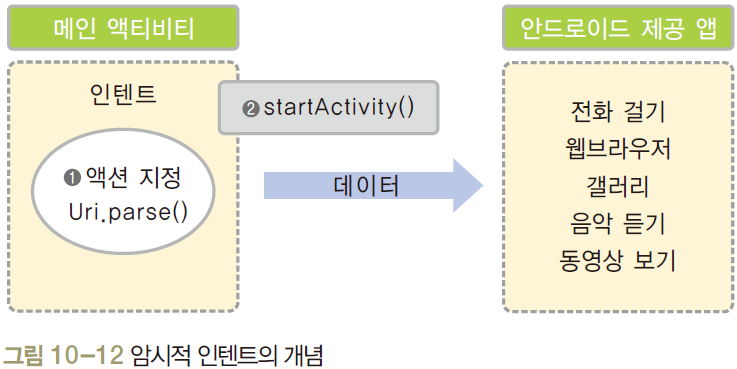 메인 액티비티
안드로이드 제공 앱
인텐트
❶ 액션 지정
Uri.parse()
❷ startActivity()
데이터
전화 걸기
웹브라우저
갤러리
음악 듣기
동영상 보기
그림 10-12 암시적 인텐트의 개념